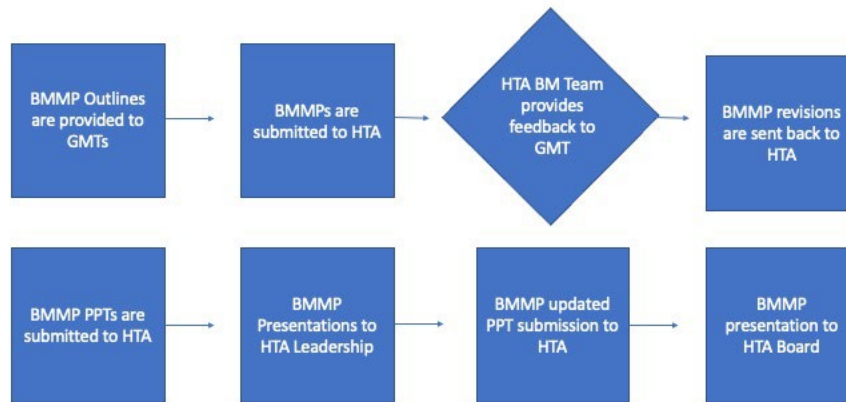 BMMP Outlines
are provided to
GMTs
BMMPs are
submitted to HTA
HTA BM Team
provides
feedback to
GMT
BMMP revisions
are sent back to
HTA
BMMP PPTs are
submitted to HTA
BMMP
Presentations to
HTA Leadership
BMMP updated
PPT submission to
HTA
BMMP
presentation to
HTA Board